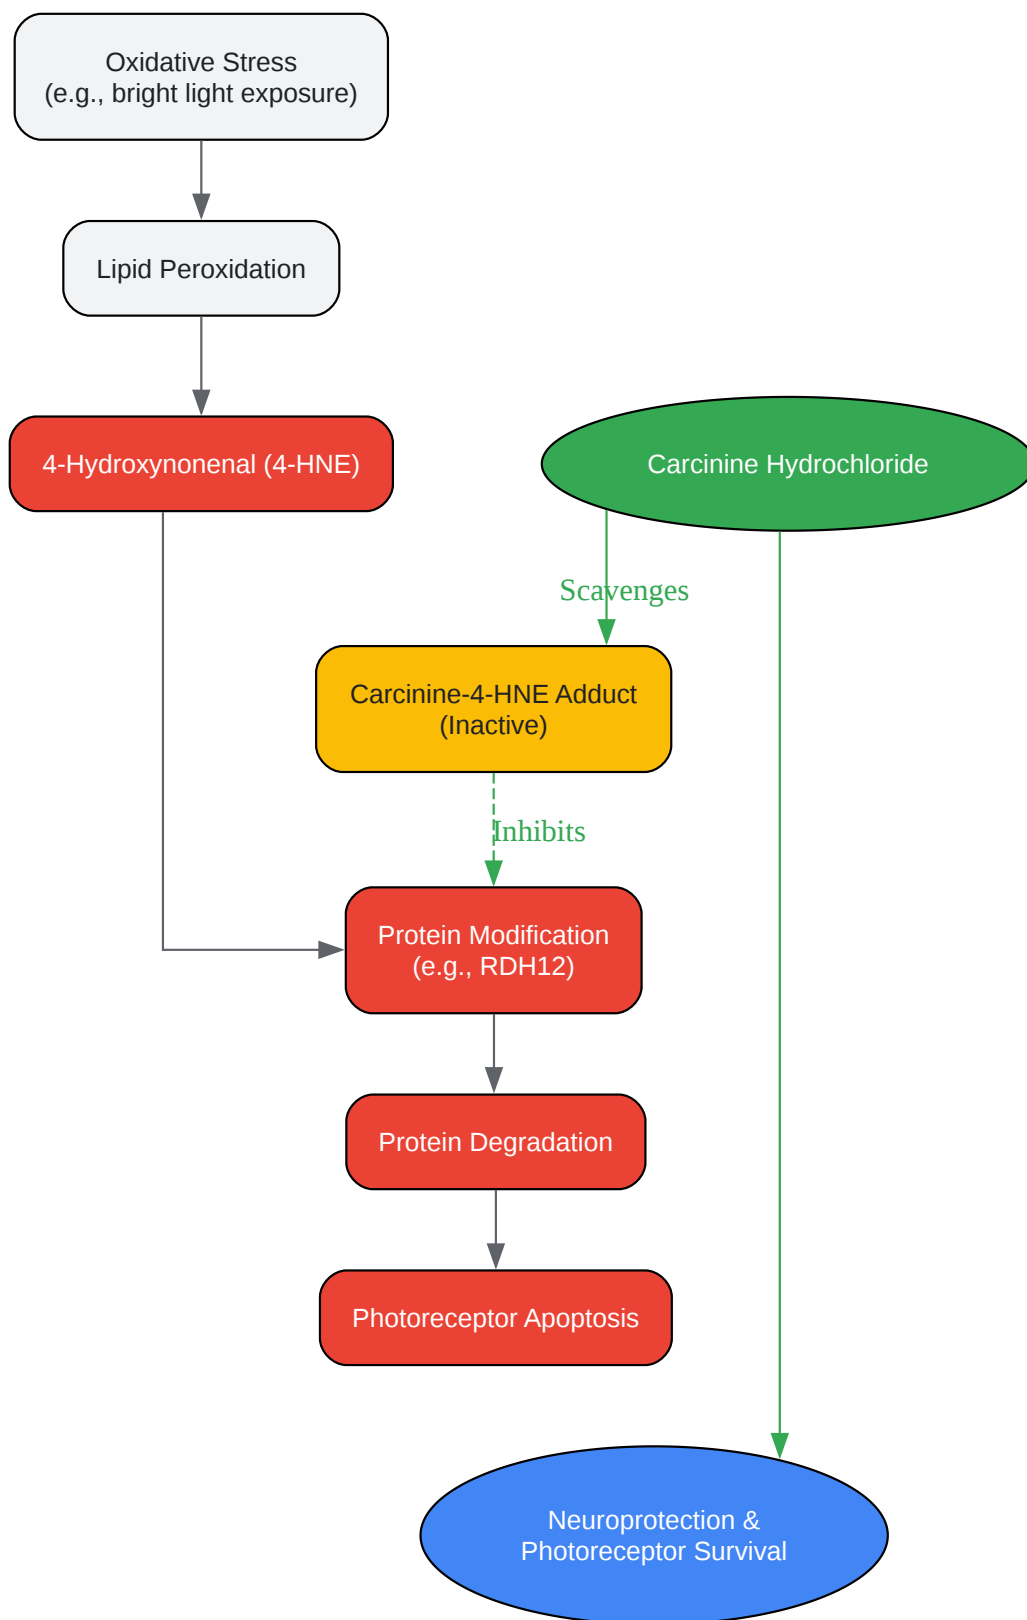 Oxidative Stress
(e.g., bright light exposure)
Lipid Peroxidation
4-Hydroxynonenal (4-HNE)
Carcinine Hydrochloride
Scavenges
Carcinine-4-HNE Adduct
(Inactive)
Inhibits
Protein Modification
(e.g., RDH12)
Protein Degradation
Photoreceptor Apoptosis
Neuroprotection &
Photoreceptor Survival